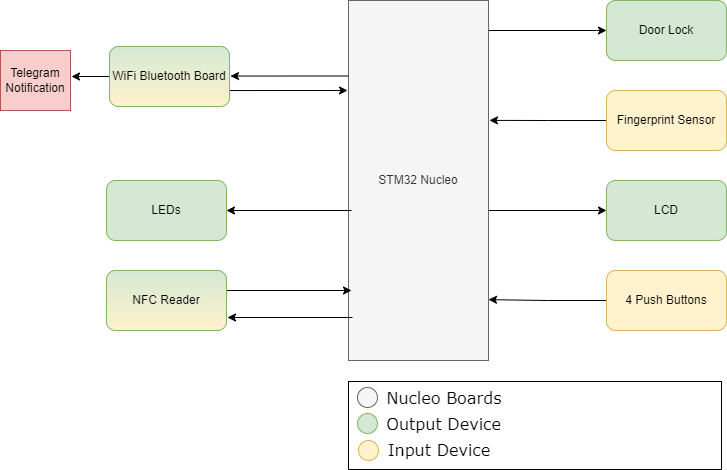 Door Lock
Telegram
Notification
WiFi Bluetooth Board
Fingerprint Sensor
STM32 Nucleo
LEDs
LCD
NFC Reader
4 Push Buttons
Nucleo Boards
Output Device
Input Device